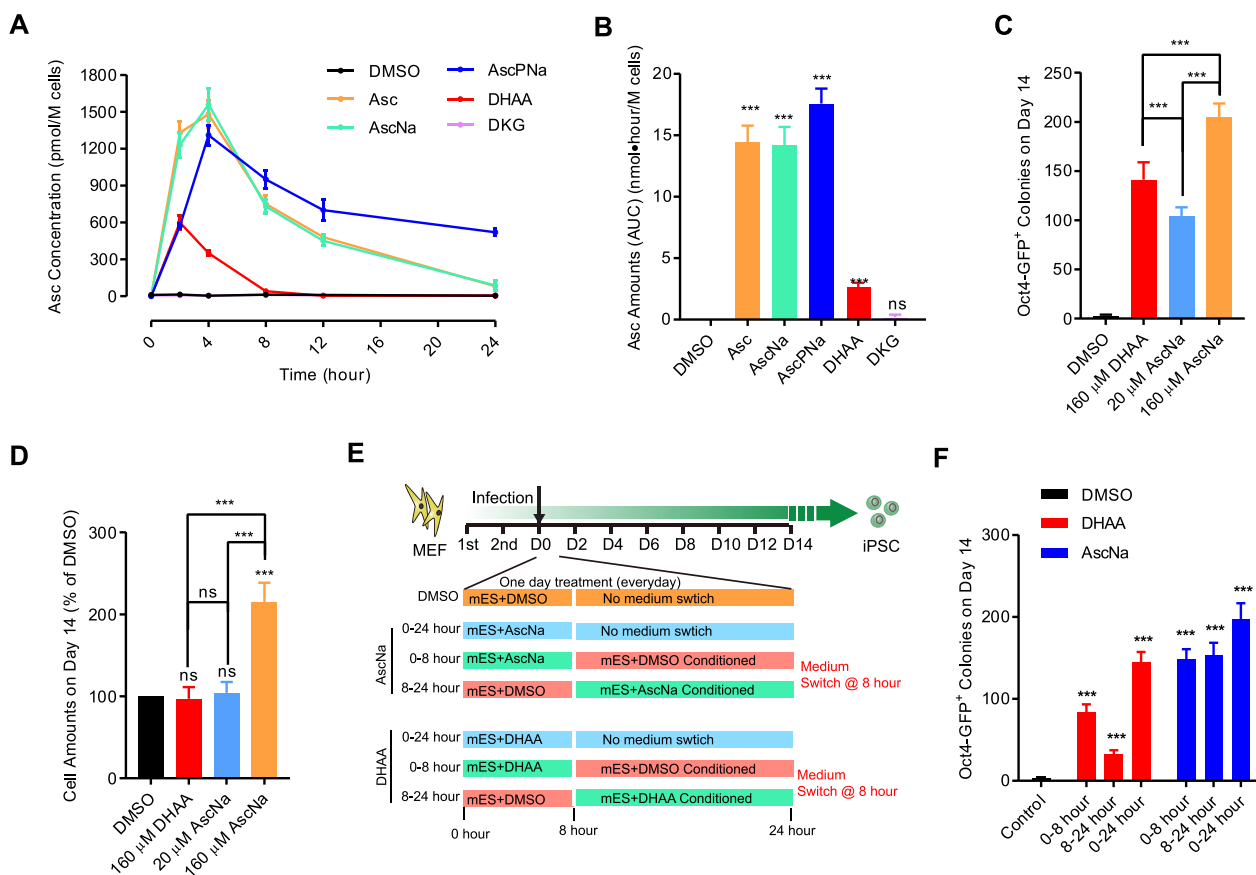 A
Asc Concentration (pmol/M cells)
1800
1500
1200
900
600
300
0
DMSO
Asc
AscNa
AscPNa
DHAA
DKG
0
4
8
12
16
20
24
Time (hour)
B
Asc Amounts (AUC) (nmol•hour/M cells)
20
15
10
5
0
***
***
***
***
ns
DMSO
Asc
AscNa
AscPNa
DHAA
DKG
C
Oct4-GFP+ Colonies on Day 14
250
200
150
100
50
0
***
***
***
DMSO
160 μM DHAA
20 μM AscNa
160 μM AscNa
D
Cell Amounts on Day 14 (% of DMSO)
300
200
100
0
***
***
ns
***
ns
ns
DMSO
160 μM DHAA
20 μM AscNa
160 μM AscNa
E
Infection
MEF
1st 2nd D0 D2 D4 D6 D8 D10 D12 D14
iPSC
One day treatment (everyday)
DMSO mES+DMSO No medium swtich
AscNa
0-24 hour mES+AscNa No medium swtich
0-8 hour mES+AscNa mES+DMSO Conditioned
8-24 hour mES+DMSO mES+AscNa Conditioned
Medium
Switch @ 8 hour
DHAA
0-24 hour mES+DHAA No medium swtich
0-8 hour mES+DHAA mES+DMSO Conditioned
8-24 hour mES+DMSO mES+DHAA Conditioned
Medium
Switch @ 8 hour
0 hour 8 hour 24 hour
F
DMSO
DHAA
AscNa
Oct4-GFP+ Colonies on Day 14
300
200
100
0
***
***
***
***
***
***
Control
0-8 hour
8-24 hour
0-24 hour
0-8 hour
8-24 hour
0-24 hour